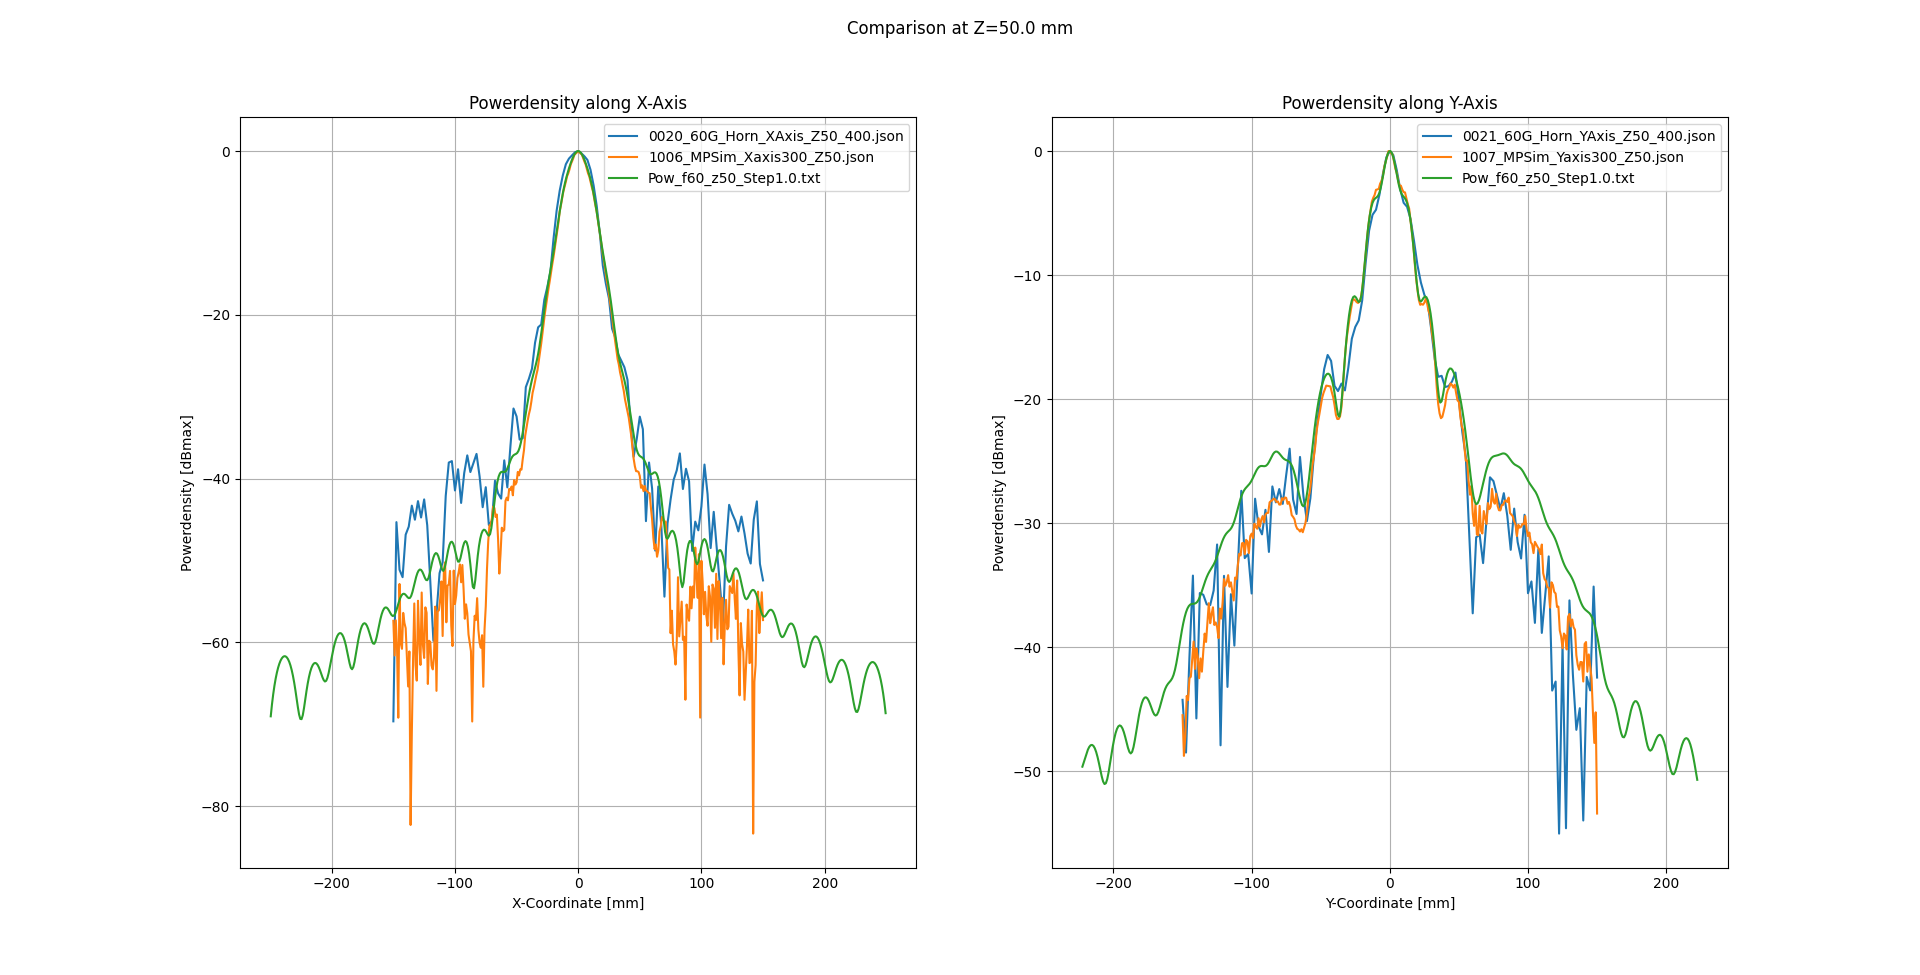 Comparison at Z=50.0 mm
Powerdensity along X-Axis
0020_60G_Horn_XAxis_Z50_400.json
1006_MPSim_Xaxis300_Z50.json
Pow_f60_z50_Step1.0.txt
0
−20
−40
−60
−80
Powerdensity [dBmax]
−200
−100
0
100
200
X-Coordinate [mm]
Powerdensity along Y-Axis
0021_60G_Horn_YAxis_Z50_400.json
1007_MPSim_Yaxis300_Z50.json
Pow_f60_z50_Step1.0.txt
0
−10
−20
−30
−40
−50
Powerdensity [dBmax]
−200
−100
0
100
200
Y-Coordinate [mm]